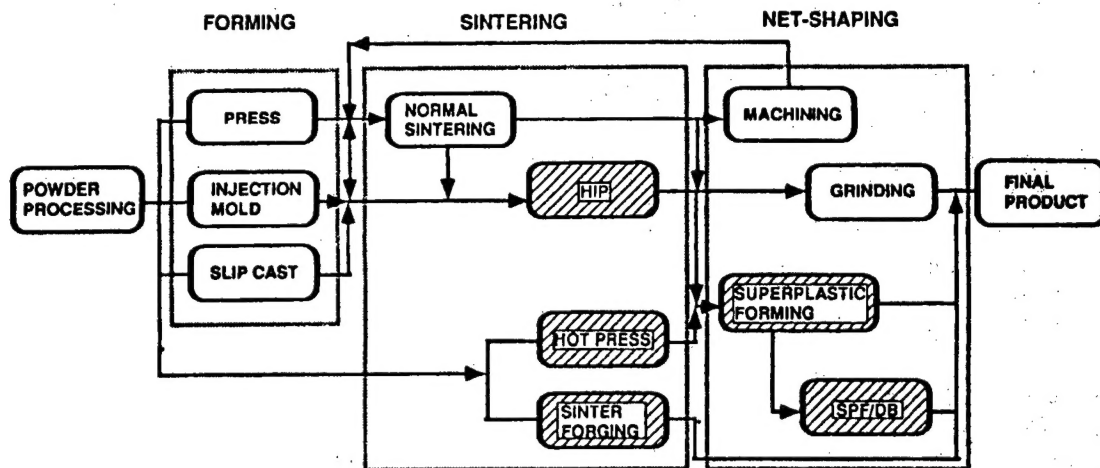 FORMING
SINTERING
NET-SHAPING
PRESS
NORMAL
SINTERING
MACHINING
POWDER
PROCESSING
INJECTION
MOLD
HIP
GRINDING
FINAL
PRODUCT
SLIP CAST
SUPERPLASTIC
FORMING
HOT PRESS
SINTER
FORGING
SPF/DB